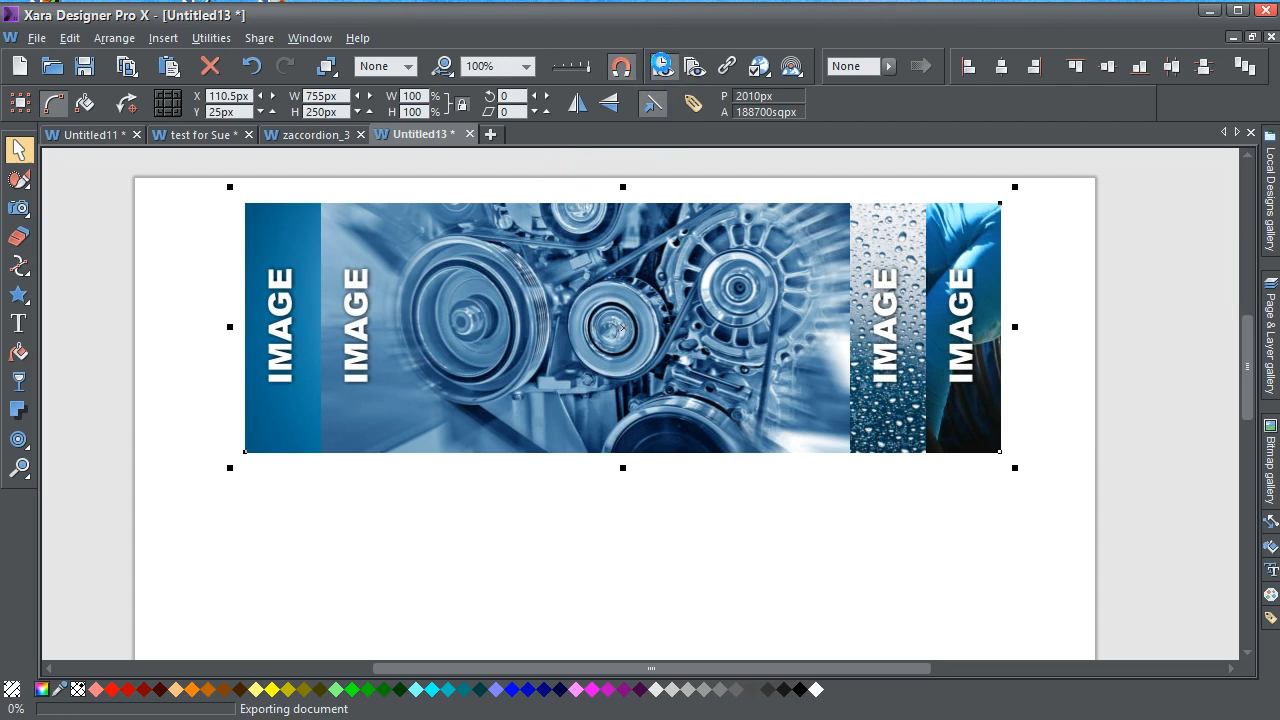 Xara Designer Pro X - [Untitled13 *]
File Edit Arrange Insert Utilities Share Window Help
None 100% None
X 110.5px W 755px W 100 % 0 P 2010px
Y 25px H 250px H 100 % 0 A 188700sqpx
Untitled11 * test for Sue * zaccordion_3 Untitled13 *
IMAGE IMAGE IMAGE IMAGE
Local Designs gallery
Page & Layer gallery
Bitmap gallery
0% Exporting document